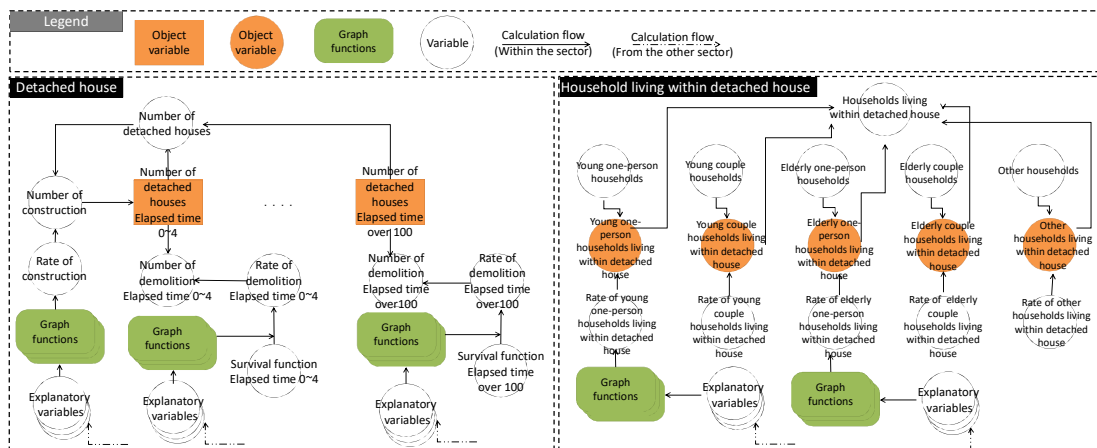 Legend
Object
variable
Object
variable
Graph
functions
Variable
Calculation flow
(Within the sector)
Calculation flow
(From the other sector)
Detached house
Number of
detached houses
Number of
construction
Number of
detached
houses
Elapsed time
0~4
. . . .
Number of
detached
houses
Elapsed time
over 100
Rate of
construction
Number of
demolition
Elapsed time 0~4
Rate of
demolition
Elapsed time 0~4
Number of
demolition
Elapsed time
over100
Rate of
demolition
Elapsed time
over 100
Graph
functions
Graph
functions
Graph
functions
Survival function
Elapsed time 0~4
Survival function
Elapsed time
over 100
Explanatory
variables
Explanatory
variables
Explanatory
variables
Household living within detached house
Households living
within detached house
Young one-person
households
Young couple
households
Elderly one-person
households
Elderly couple
households
Other households
Young one-
person
households living
within detached
house
Young couple
households living
within detached
house
Elderly one-
person
households living
within detached
house
Elderly couple
households living
within detached
house
Other
households living
within detached
house
Rate of young
one-person
households living
within detached
house
Rate of young
couple
households living
within detached
house
Rate of elderly
one-person
households living
within detached
house
Rate of elderly
couple
households living
within detached
house
Rate of other
households living
within detached
house
Graph
functions
Explanatory
variables
Graph
functions
Explanatory
variables